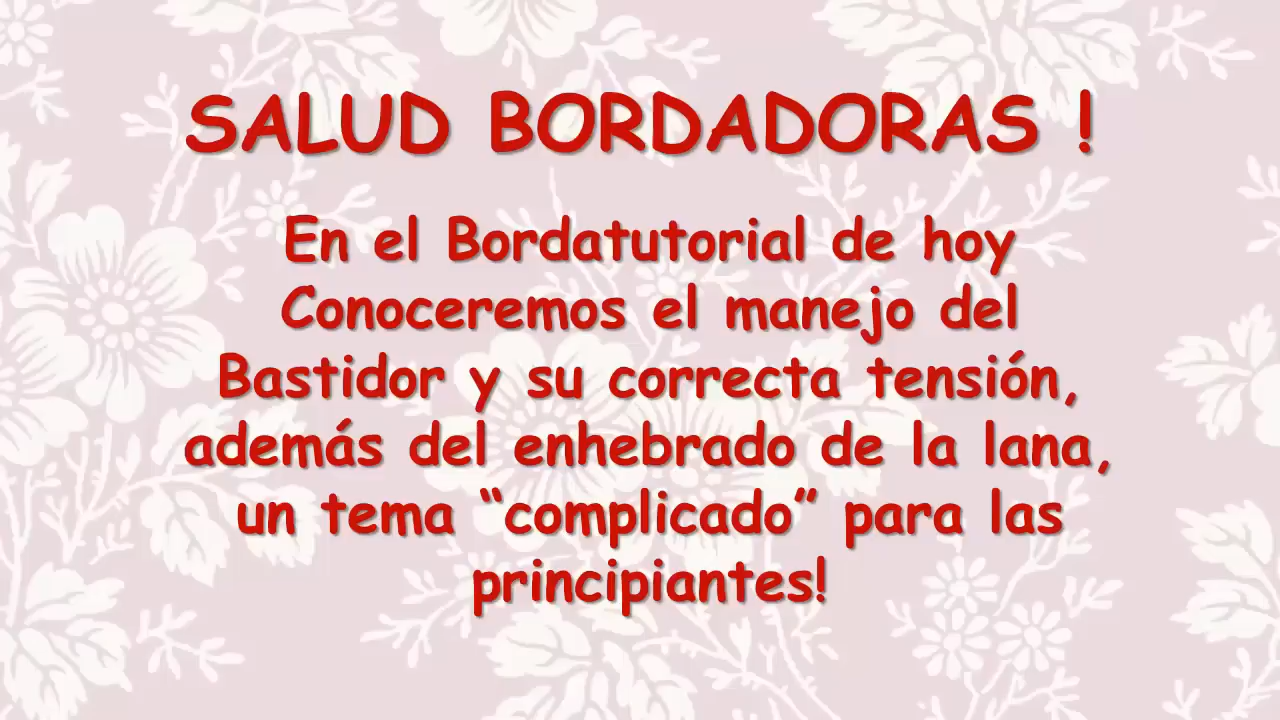 SALUD BORDADORAS !
En el Bordatutorial de hoy
Conoceremos el manejo del
Bastidor y su correcta tensión,
además del enhebrado de la lana,
un tema “complicado” para las
principiantes!